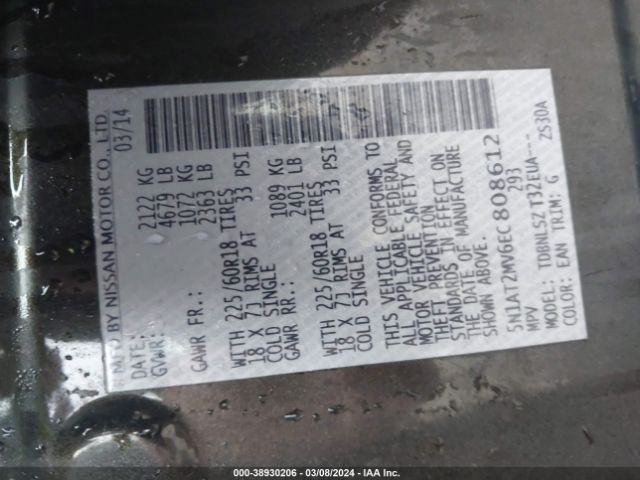 MFD BY NISSAN MOTOR CO., LTD.
DATE: 03/14
GVWR: 2122 KG
4679 LB
GAWR FR.: 1072 KG
2363 LB
WITH 225/60R18 TIRES
18 X 7J RIMS AT 33 PSI
COLD SINGLE
GAWR RR.: 1089 KG
2401 LB
WITH 225/60R18 TIRES
18 X 7J RIMS AT 33 PSI
COLD SINGLE
THIS VEHICLE CONFORMS TO
ALL APPLICABLE FEDERAL
MOTOR VEHICLE SAFETY AND
THEFT PREVENTION
STANDARDS IN EFFECT ON
THE DATE OF MANUFACTURE
SHOWN ABOVE.
5N1AT2MV6EC808612
MPV 293
MODEL: TDBNLSZ T32EUA---
COLOR: EAN TRIM: G 2S30A
000-38930206 - 03/08/2024 - IAA Inc.